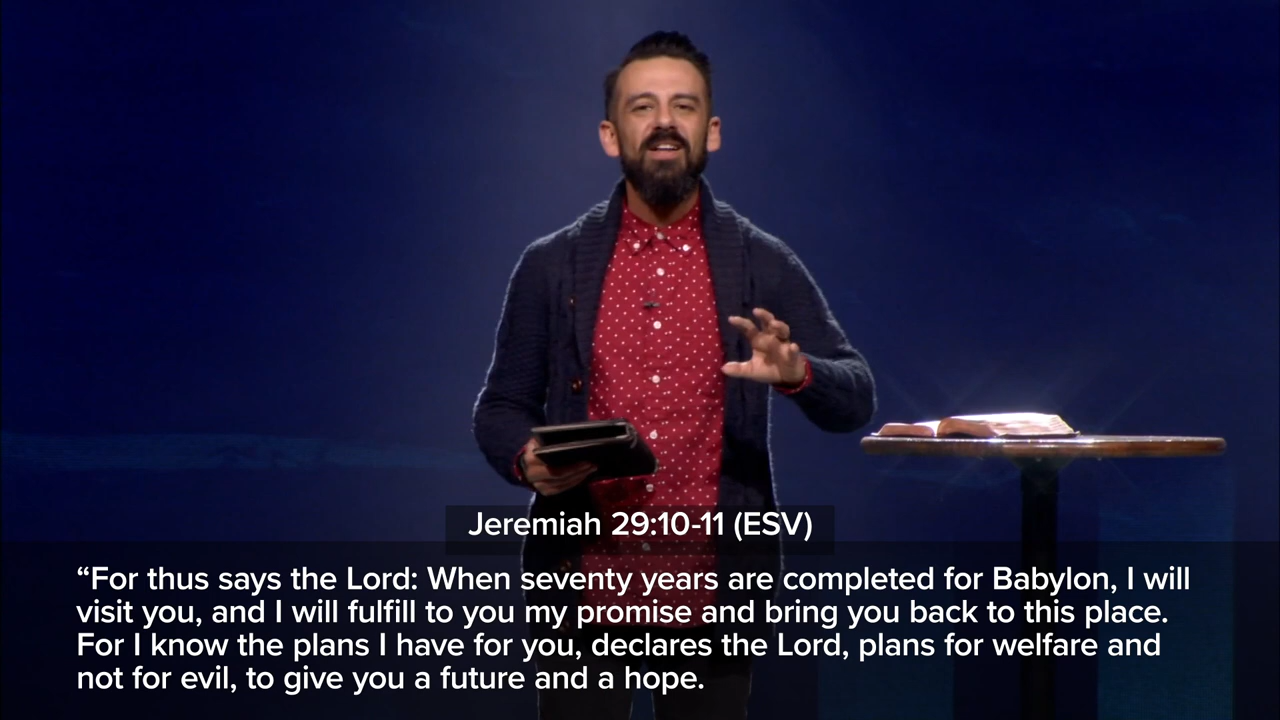 Jeremiah 29:10-11 (ESV)
“For thus says the Lord: When seventy years are completed for Babylon, I will
visit you, and I will fulfill to you my promise and bring you back to this place.
For I know the plans I have for you, declares the Lord, plans for welfare and
not for evil, to give you a future and a hope.